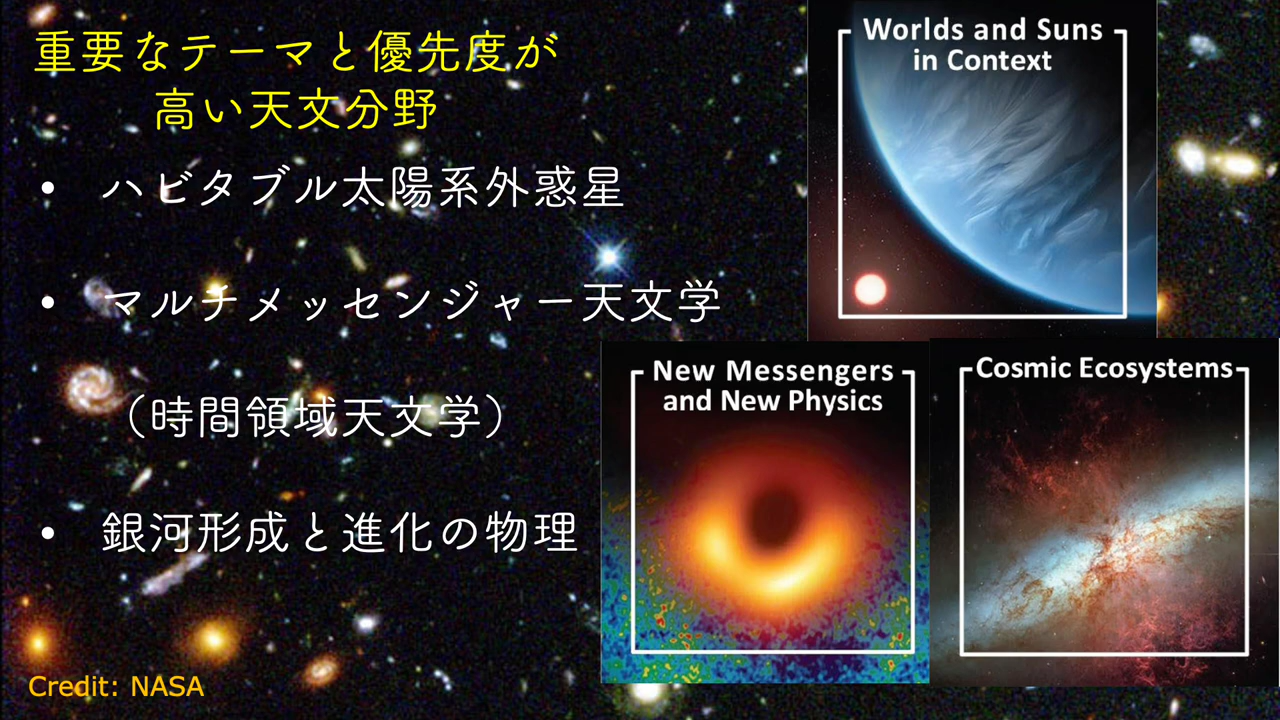 重要なテーマと優先度が
高い天文分野
• ハビタブル太陽系外惑星
• マルチメッセンジャー天文学
（時間領域天文学）
• 銀河形成と進化の物理
Credit: NASA
Worlds and Suns
in Context
New Messengers
and New Physics
Cosmic Ecosystems